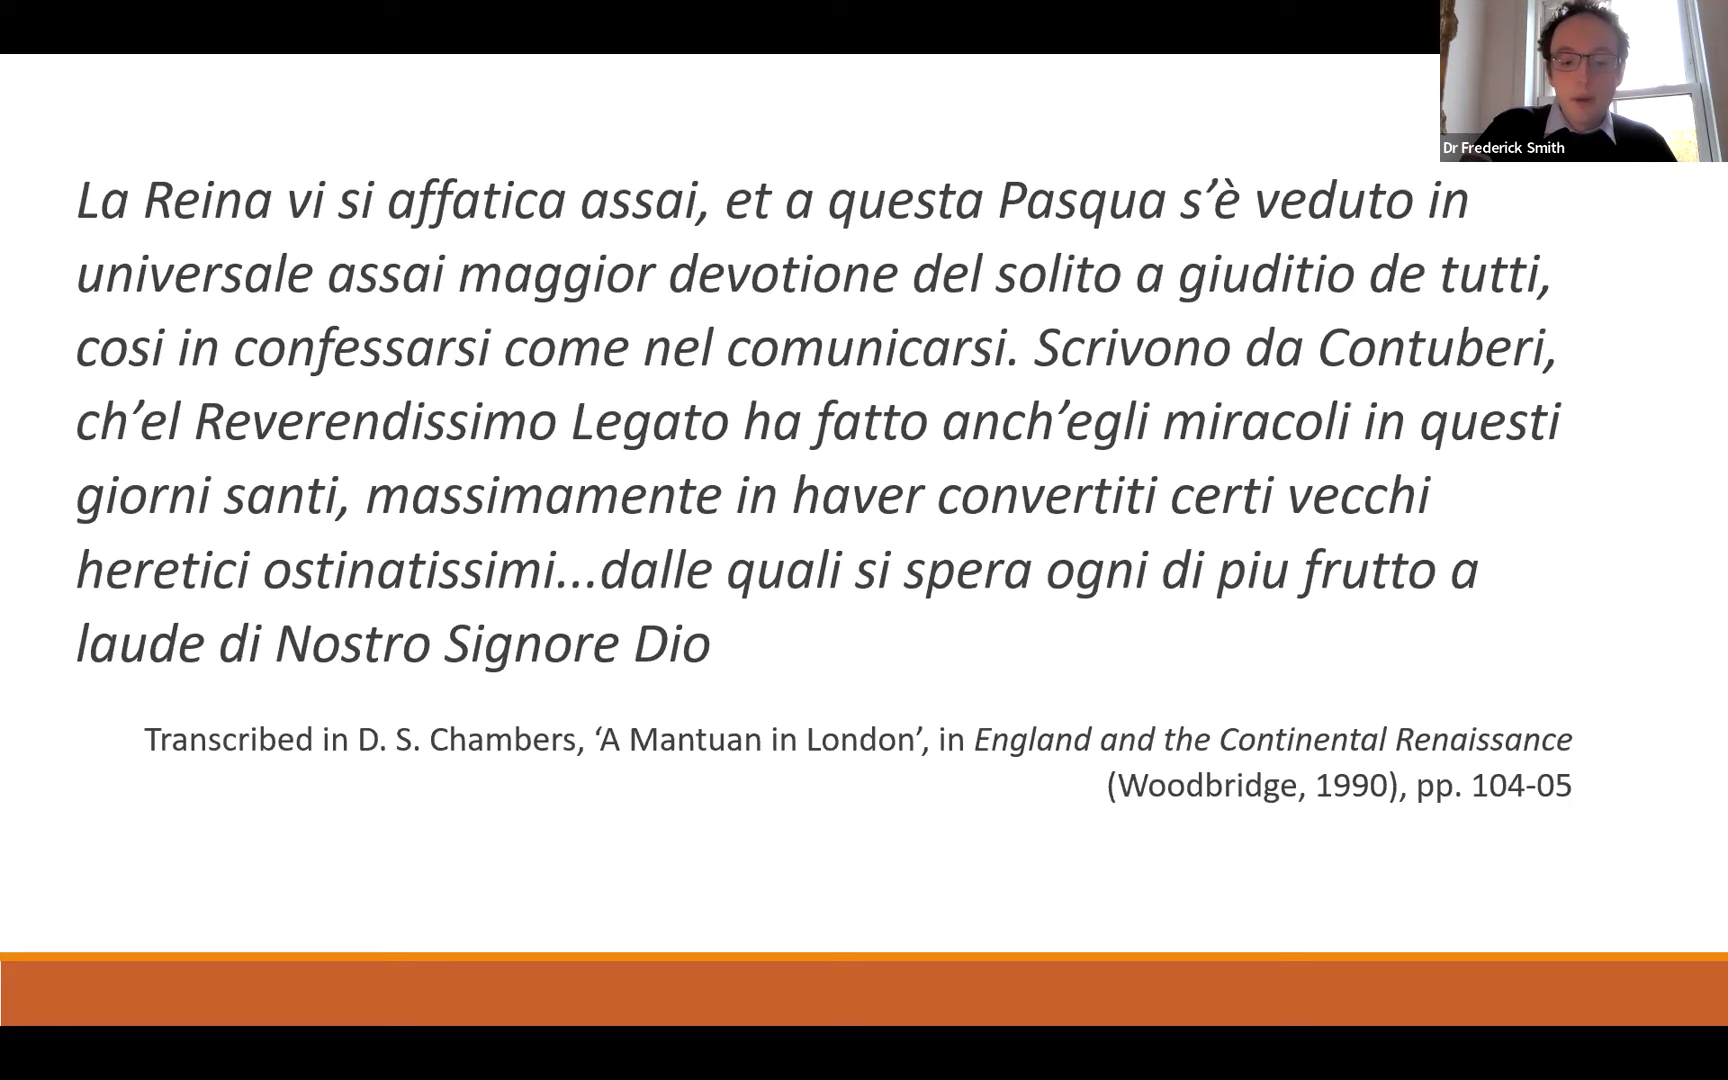 Dr Frederick Smith
La Reina vi si affatica assai, et a questa Pasqua s’è veduto in
universale assai maggior devotione del solito a giuditio de tutti,
cosi in confessarsi come nel comunicarsi. Scrivono da Contuberi,
ch’el Reverendissimo Legato ha fatto anch’egli miracoli in questi
giorni santi, massimamente in haver convertiti certi vecchi
heretici ostinatissimi...dalle quali si spera ogni di piu frutto a
laude di Nostro Signore Dio
Transcribed in D. S. Chambers, ‘A Mantuan in London’, in England and the Continental Renaissance
(Woodbridge, 1990), pp. 104-05